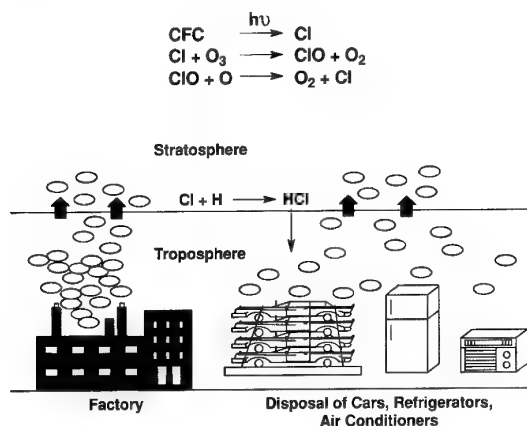 hυ
CFC → Cl
Cl + O₃ → ClO + O₂
ClO + O → O₂ + Cl
Stratosphere
Cl + H → HCl
Troposphere
Factory
Disposal of Cars, Refrigerators,
Air Conditioners